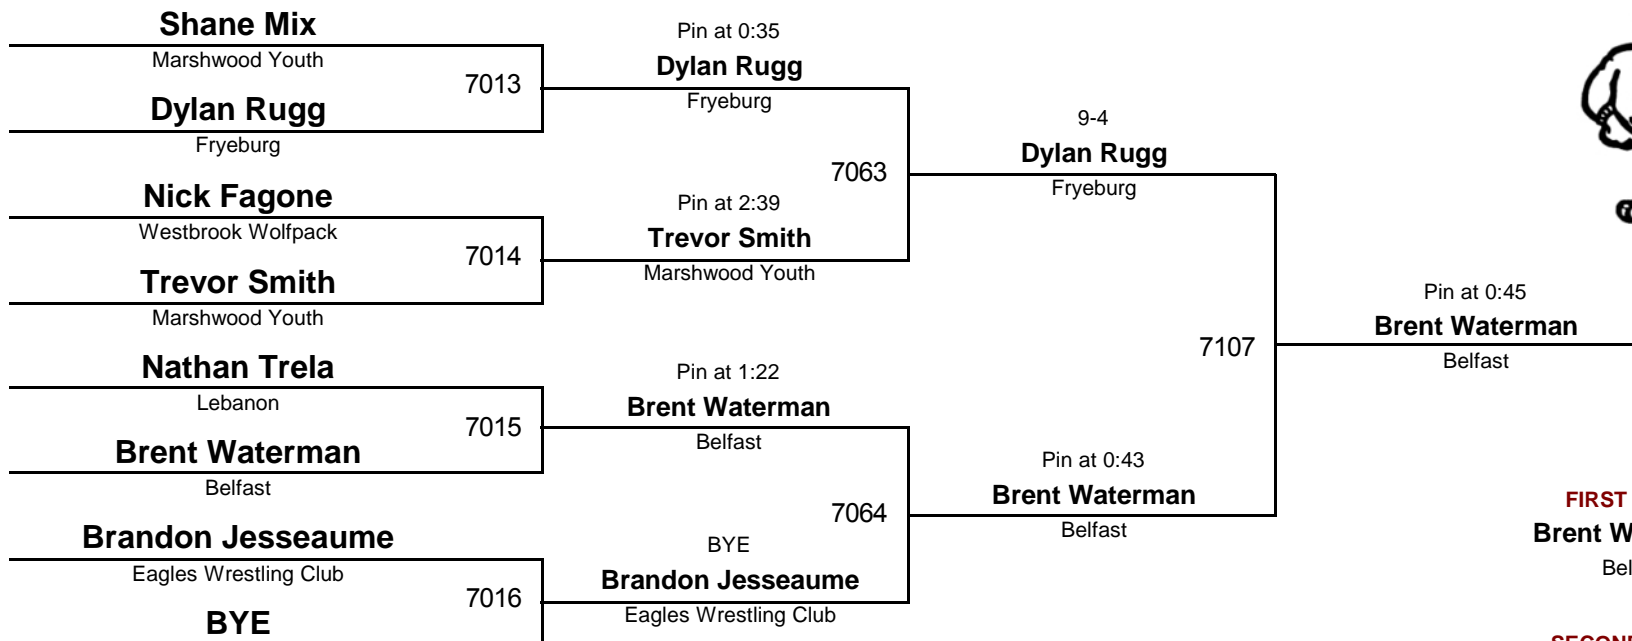 Shane Mix
Marshwood Youth
7013
Dylan Rugg
Fryeburg
Nick Fagone
Westbrook Wolfpack
7014
Trevor Smith
Marshwood Youth
Nathan Trela
Lebanon
7015
Brent Waterman
Belfast
Brandon Jesseaume
Eagles Wrestling Club
7016
BYE
Pin at 0:35
Dylan Rugg
Fryeburg
7063
Pin at 2:39
Trevor Smith
Marshwood Youth
Pin at 1:22
Brent Waterman
Belfast
7064
BYE
Brandon Jesseaume
Eagles Wrestling Club
9-4
Dylan Rugg
Fryeburg
7107
Pin at 0:43
Brent Waterman
Belfast
Pin at 0:45
Brent Waterman
Belfast
FIRST
Brent W
Bel
SECOND